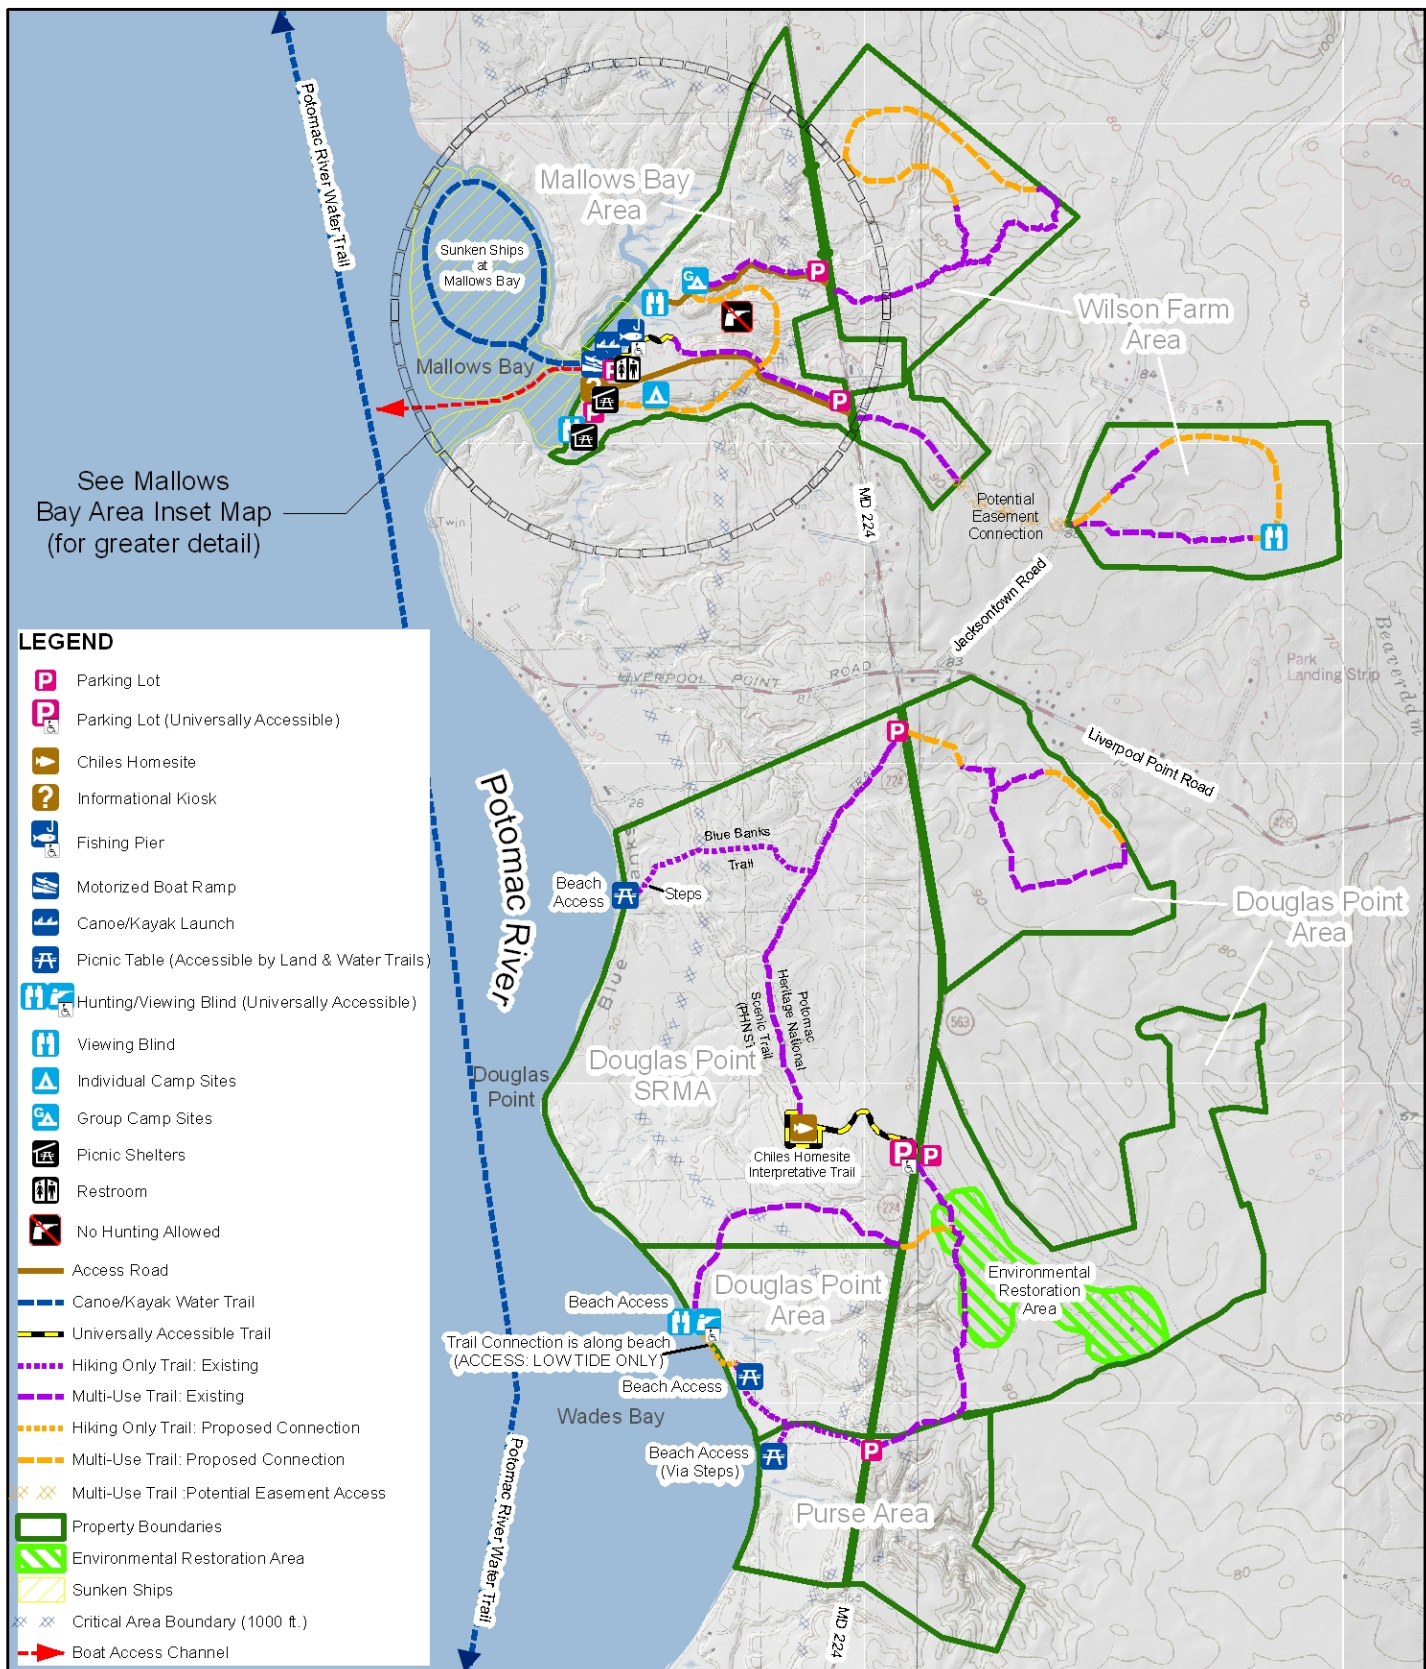 Potomac River Water Trail
Mallows Bay
Area
Sunken Ships
at
Mallows Bay
Mallows Bay
Wilson Farm
Area
See Mallows
Bay Area Inset Map
(for greater detail)
Twin
MD 224
Potential
Easement
Connection
Jacksontown Road
LIVERPOOL POINT ROAD
Park
Landing Strip
Beaverdam
Liverpool Point Road
LEGEND
Parking Lot
Parking Lot (Universally Accessible)
Chiles Homesite
Informational Kiosk
Fishing Pier
Motorized Boat Ramp
Canoe/Kayak Launch
Picnic Table (Accessible by Land & Water Trails)
Hunting/Viewing Blind (Universally Accessible)
Viewing Blind
Individual Camp Sites
Group Camp Sites
Picnic Shelters
Restroom
No Hunting Allowed
Access Road
Canoe/Kayak Water Trail
Universally Accessible Trail
Hiking Only Trail: Existing
Multi-Use Trail: Existing
Hiking Only Trail: Proposed Connection
Multi-Use Trail: Proposed Connection
Multi-Use Trail :Potential Easement Access
Property Boundaries
Environmental Restoration Area
Sunken Ships
Critical Area Boundary (1000 ft.)
Boat Access Channel
Potomac River
Blue Banks
Trail
Beach
Access
Steps
Blue
Potomac
Heritage National
Scenic Trail
(PHNST
Douglas Point
Area
Douglas Point
SRMA
Douglas
Point
Chiles Homesite
Interpretative Trail
224
426
563
224
Douglas Point
Area
Environmental
Restoration
Area
Beach Access
Trail Connection is along beach
(ACCESS: LOW TIDE ONLY)
Beach Access
Wades Bay
Beach Access
(Via Steps)
Purse Area
Potomac River Water Trail
MD 224